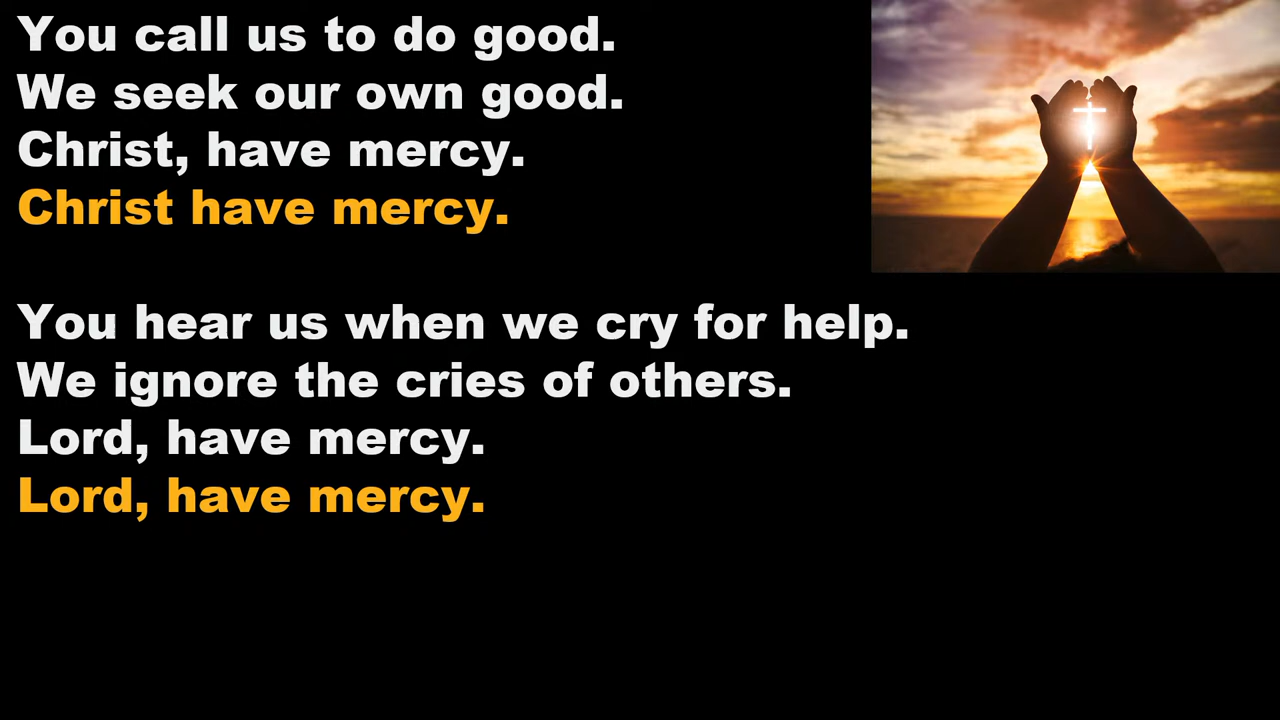 You call us to do good.
We seek our own good.
Christ, have mercy.
Christ have mercy.
You hear us when we cry for help.
We ignore the cries of others.
Lord, have mercy.
Lord, have mercy.